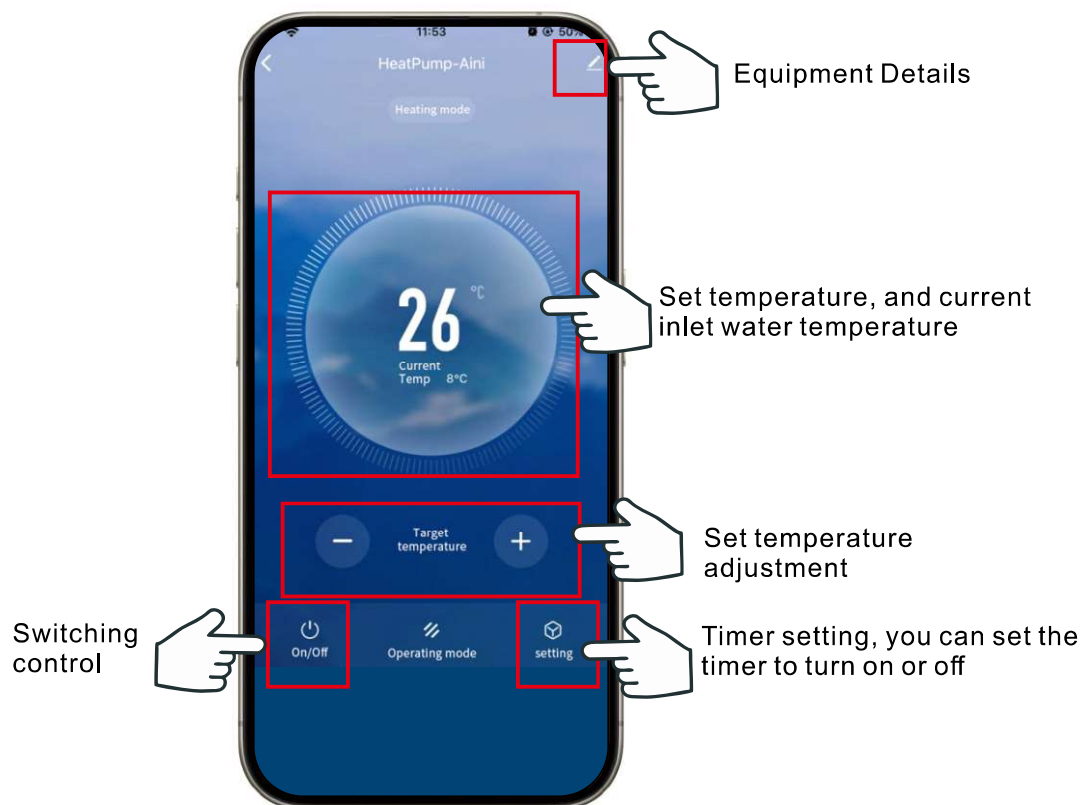 11:53
50%
HeatPump-Aini
Equipment Details
Heating mode
26 °C
Current
Temp 8°C
Set temperature, and current
inlet water temperature
Target
temperature
Set temperature
adjustment
Switching
control
On/Off
Operating mode
setting
Timer setting, you can set the
timer to turn on or off